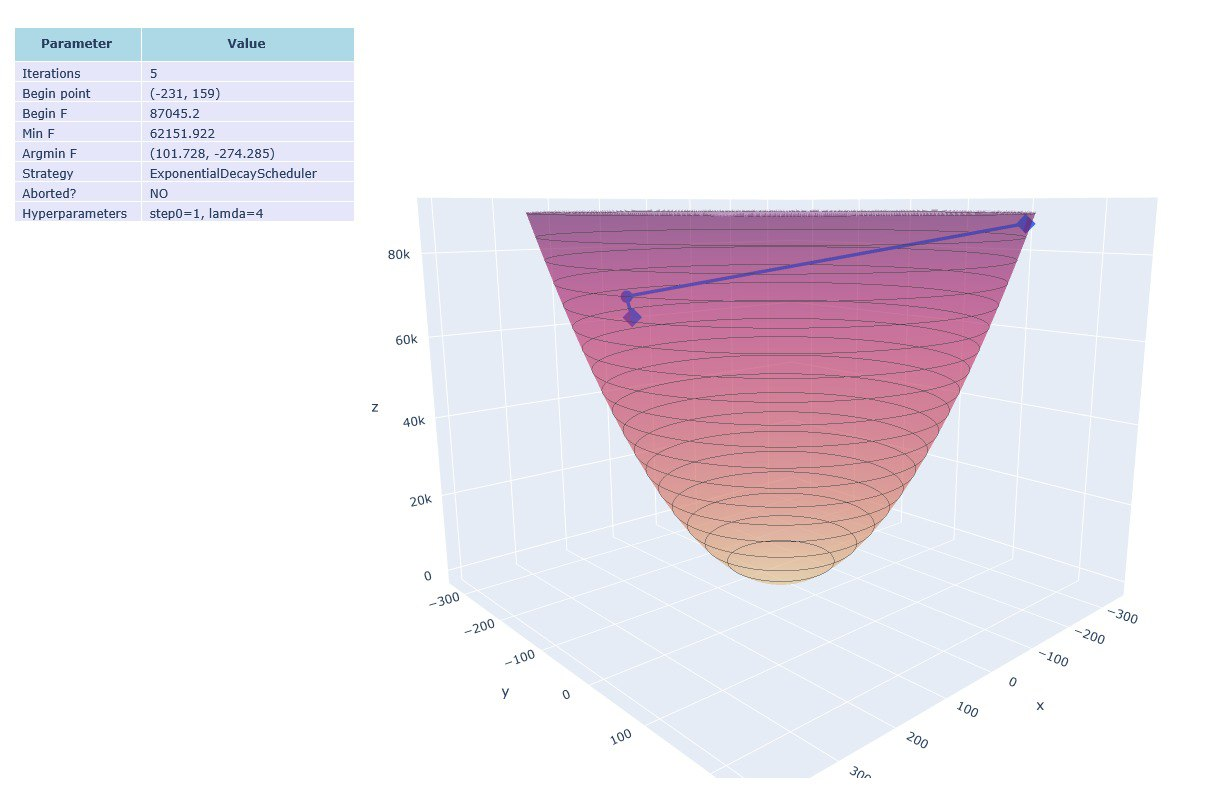 Parameter Value
Iterations 5
Begin point (-231, 159)
Begin F 87045.2
Min F 62151.922
Argmin F (101.728, -274.285)
Strategy ExponentialDecayScheduler
Aborted? NO
Hyperparameters step0=1, lamda=4
80k
60k
z
40k
20k
0
−300
−200
−100
y
0
100
−300
−200
−100
0
x
100
200
300